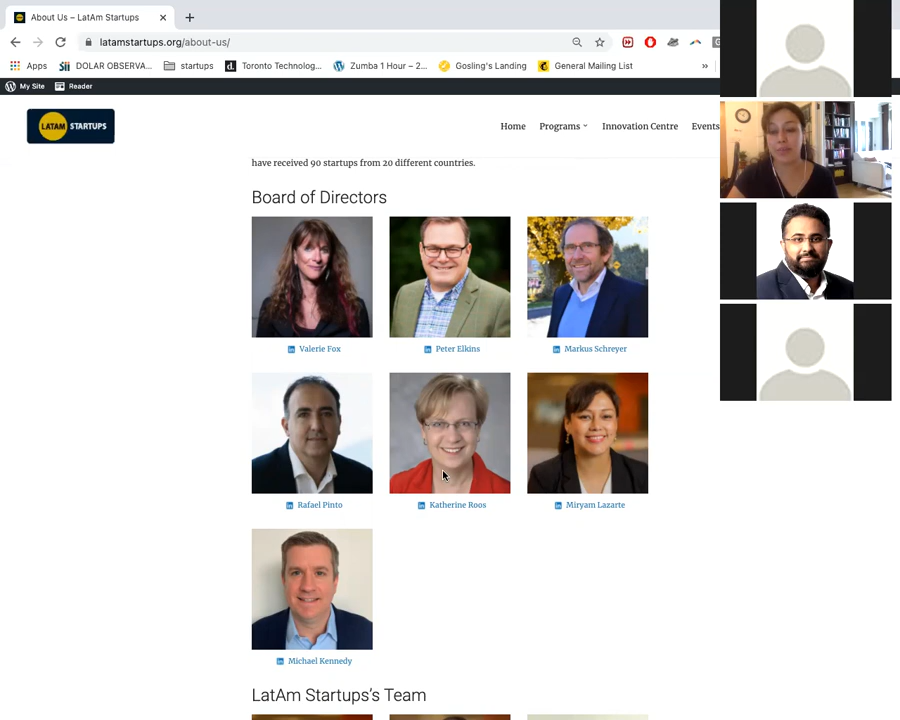 About Us – LatAm Startups
latamstartups.org/about-us/
Apps DOLAR OBSERVA... startups Toronto Technolog... Zumba 1 Hour – 2... Gosling's Landing General Mailing List »
My Site Reader
LATAM STARTUPS
Home Programs Innovation Centre Events
have received 90 startups from 20 different countries.
Board of Directors
Valerie Fox Peter Elkins Markus Schreyer
Rafael Pinto Katherine Roos Miryam Lazarte
Michael Kennedy
LatAm Startups's Team